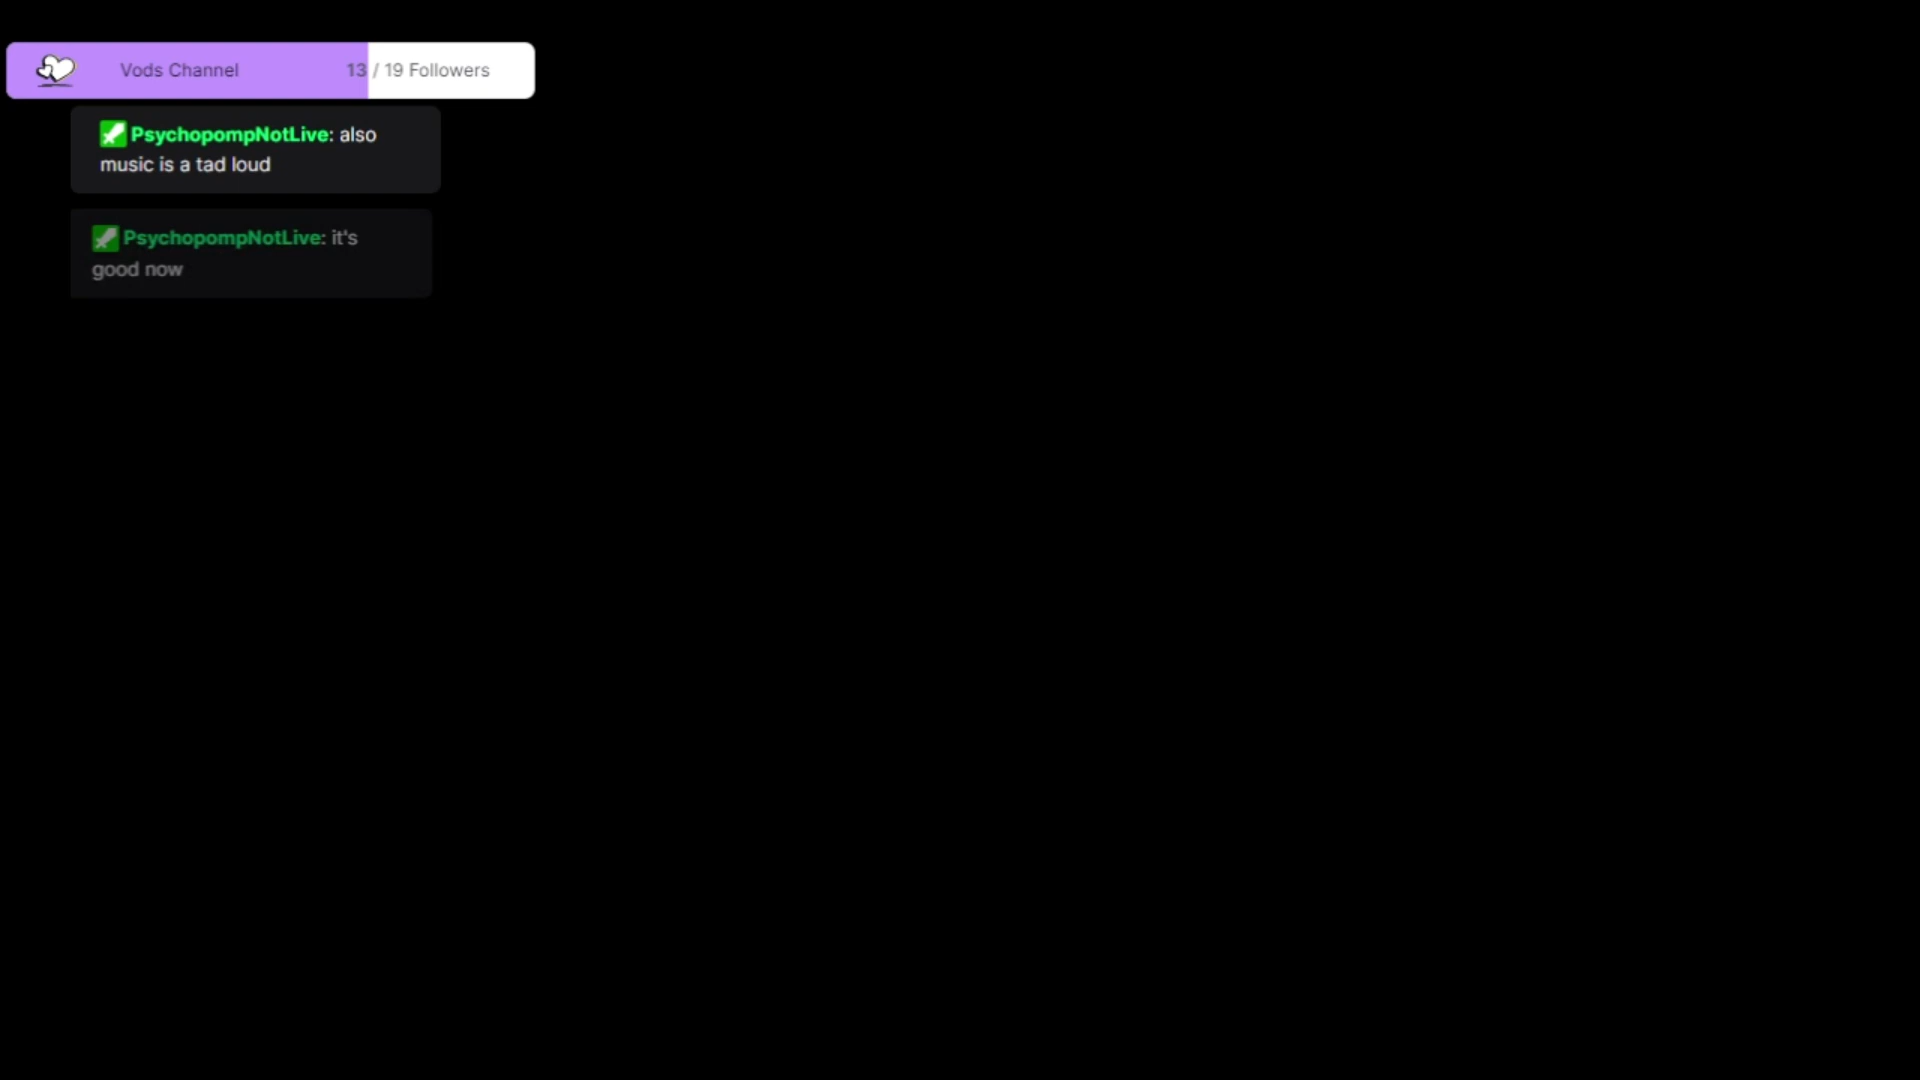 Vods Channel 13 / 19 Followers
PsychopompNotLive: also
music is a tad loud
PsychopompNotLive: it's
good now